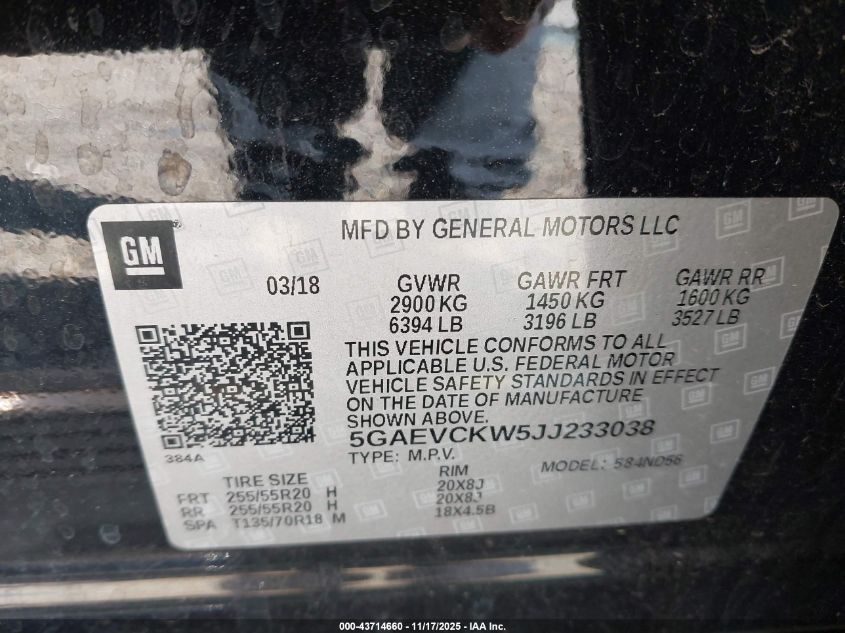 GM
MFD BY GENERAL MOTORS LLC
03/18 GVWR GAWR FRT GAWR RR
2900 KG 1450 KG 1600 KG
6394 LB 3196 LB 3527 LB
THIS VEHICLE CONFORMS TO ALL
APPLICABLE U.S. FEDERAL MOTOR
VEHICLE SAFETY STANDARDS IN EFFECT
ON THE DATE OF MANUFACTURE
SHOWN ABOVE.
5GAEVCKW5JJ233038
384A TYPE: M.P.V. MODEL: 584ND56
TIRE SIZE RIM
FRT 255/55R20 H 20X8J
RR 255/55R20 H 20X8J
SPA T135/70R18 M 18X4.5B
000-43714660 - 11/17/2025 - IAA Inc.